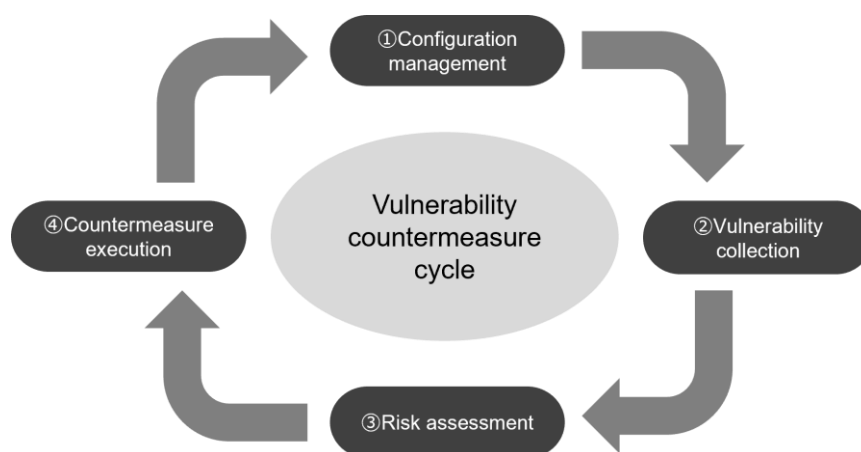 ①Configuration
management
②Vulnerability
collection
③Risk assessment
④Countermeasure
execution
Vulnerability
countermeasure
cycle